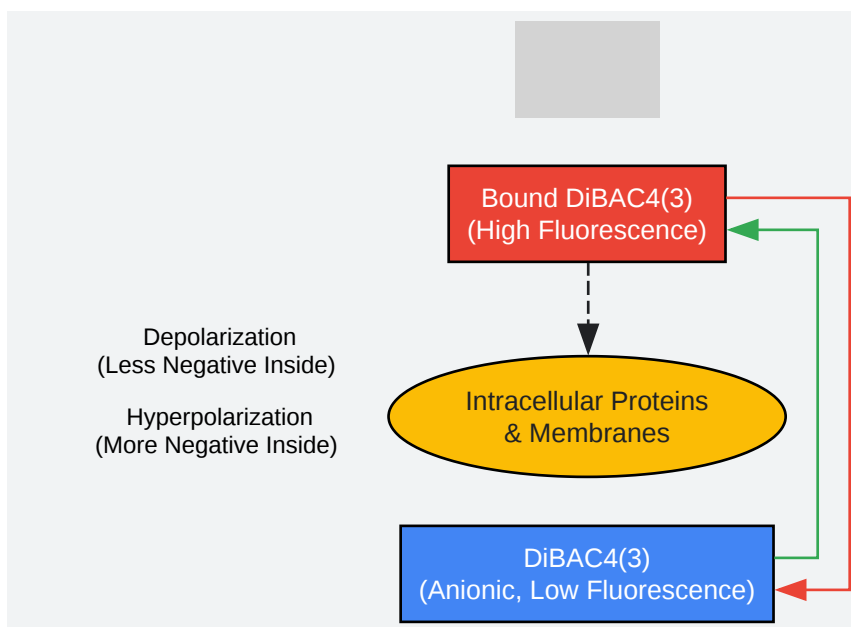 Bound DiBAC4(3)
(High Fluorescence)
Depolarization
(Less Negative Inside)
Hyperpolarization
(More Negative Inside)
Intracellular Proteins
& Membranes
DiBAC4(3)
(Anionic, Low Fluorescence)